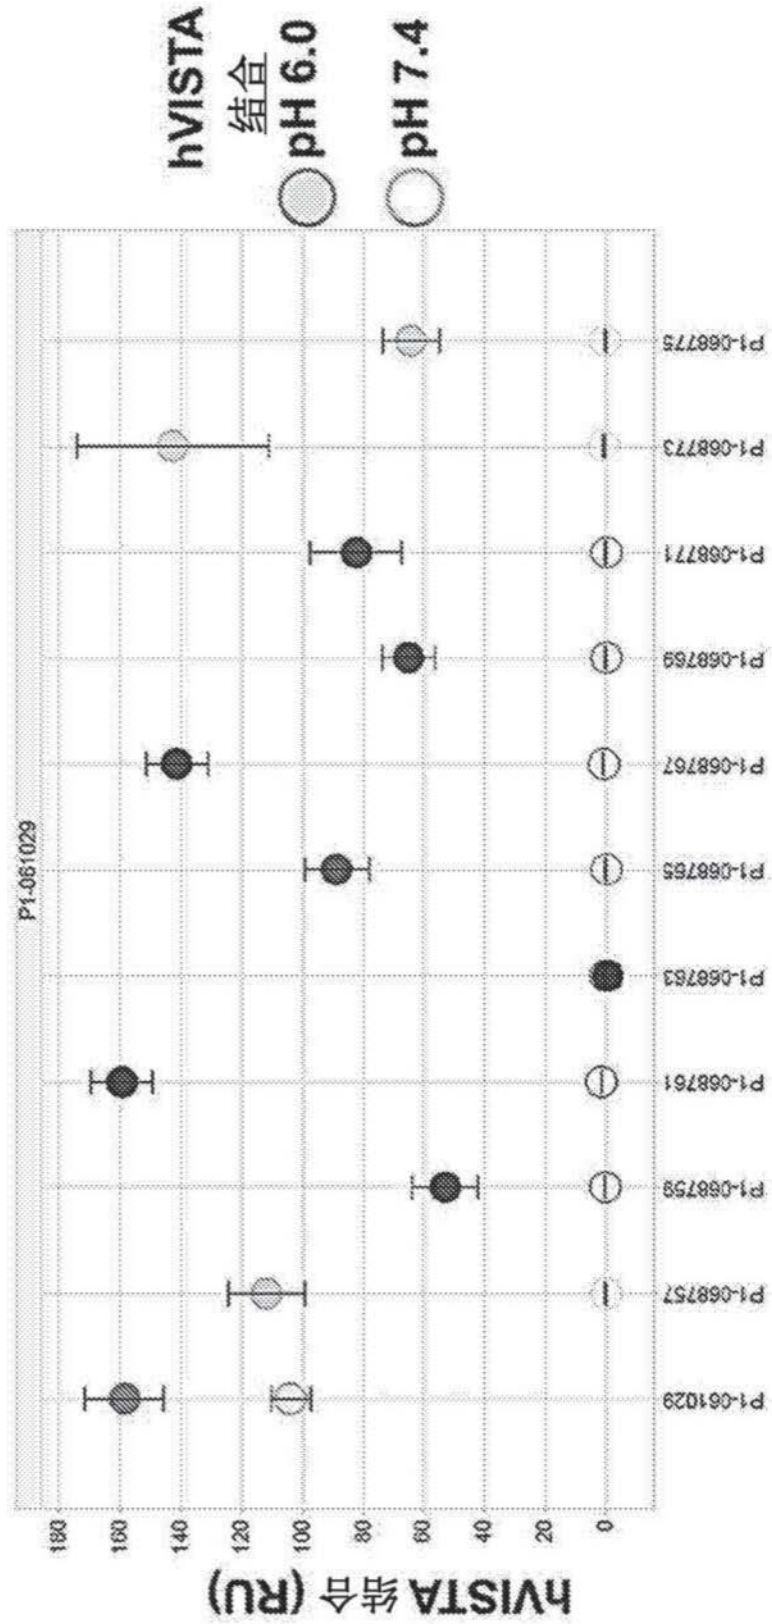 P1-061029
hVISTA 结合 (RU)
180
160
140
120
100
80
60
40
20
0
P1-061029
P1-068757
P1-068759
P1-068761
P1-068763
P1-068765
P1-068767
P1-068769
P1-068771
P1-068773
P1-068775
hVISTA
结合
pH 6.0
pH 7.4